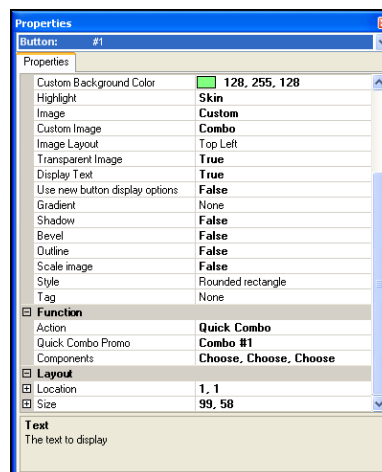 Properties
Button: #1
Properties
Custom Background Color 128, 255, 128
Highlight Skin
Image Custom
Custom Image Combo
Image Layout Top Left
Transparent Image True
Display Text True
Use new button display options False
Gradient None
Shadow False
Bevel False
Outline False
Scale image False
Style Rounded rectangle
Tag None
Function
Action Quick Combo
Quick Combo Promo Combo #1
Components Choose, Choose, Choose
Layout
Location 1, 1
Size 99, 58
Text
The text to display